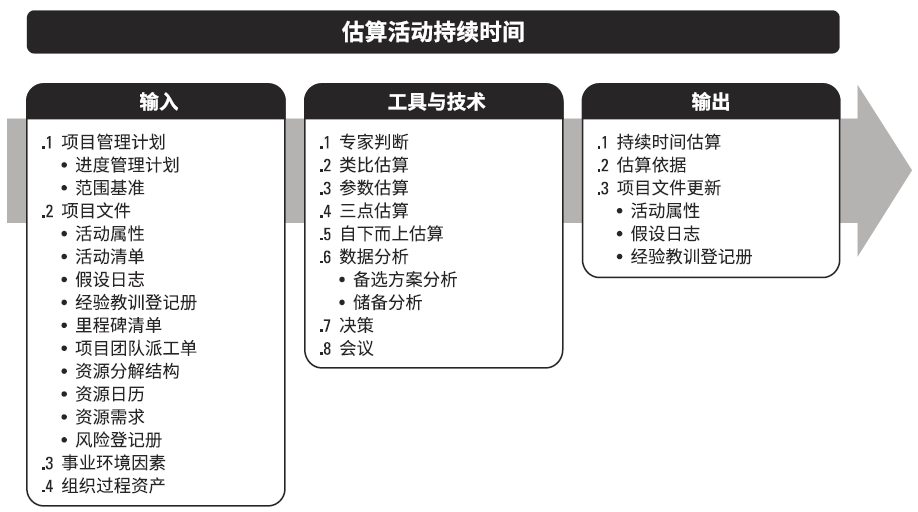 估算活动持续时间
输入
.1 项目管理计划
• 进度管理计划
• 范围基准
.2 项目文件
• 活动属性
• 活动清单
• 假设日志
• 经验教训登记册
• 里程碑清单
• 项目团队派工单
• 资源分解结构
• 资源日历
• 资源需求
• 风险登记册
.3 事业环境因素
.4 组织过程资产
工具与技术
.1 专家判断
.2 类比估算
.3 参数估算
.4 三点估算
.5 自下而上估算
.6 数据分析
• 备选方案分析
• 储备分析
.7 决策
.8 会议
输出
.1 持续时间估算
.2 估算依据
.3 项目文件更新
• 活动属性
• 假设日志
• 经验教训登记册